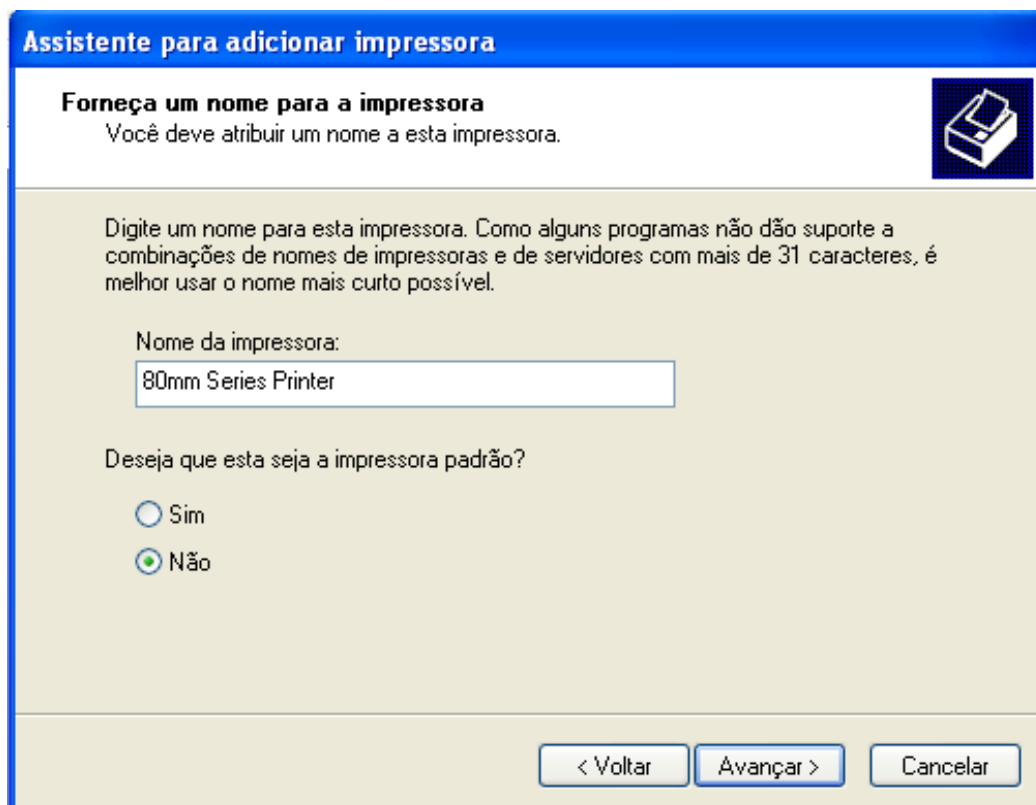 Assistente para adicionar impressora
Forneça um nome para a impressora
Você deve atribuir um nome a esta impressora.
Digite um nome para esta impressora. Como alguns programas não dão suporte a
combinações de nomes de impressoras e de servidores com mais de 31 caracteres, é
melhor usar o nome mais curto possível.
Nome da impressora:
80mm Series Printer
Deseja que esta seja a impressora padrão?
Sim
Não
< Voltar
Avançar >
Cancelar